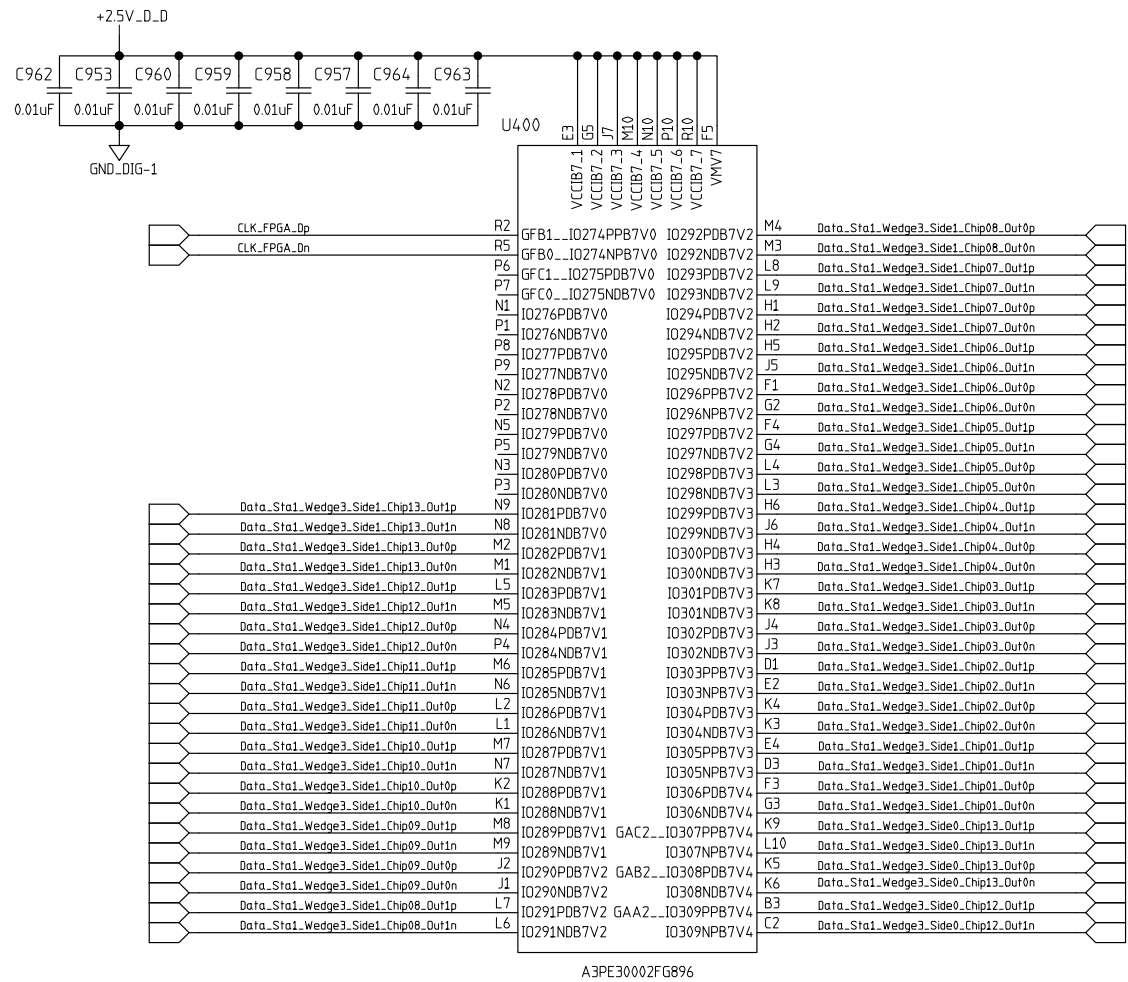 +2.5V_D_D
C962 C953 C960 C959 C958 C957 C964 C963
0.01uF 0.01uF 0.01uF 0.01uF 0.01uF 0.01uF 0.01uF 0.01uF
GND_DIG-1
U400
E3 G5 J7 M10 N10 P10 R10 F5
VCCIB7_1 VCCIB7_2 VCCIB7_3 VCCIB7_4 VCCIB7_5 VCCIB7_6 VCCIB7_7 VMV7
CLK_FPGA_Dp R2 GFB1__IO274PPB7V0 IO292PDB7V2 M4 Data_Sta1_Wedge3_Side1_Chip08_Out0p
CLK_FPGA_Dn R5 GFB0__IO274NPB7V0 IO292NDB7V2 M3 Data_Sta1_Wedge3_Side1_Chip08_Out0n
P6 GFC1__IO275PDB7V0 IO293PDB7V2 L8 Data_Sta1_Wedge3_Side1_Chip07_Out1p
P7 GFC0__IO275NDB7V0 IO293NDB7V2 L9 Data_Sta1_Wedge3_Side1_Chip07_Out1n
N1 IO276PDB7V0 IO294PDB7V2 H1 Data_Sta1_Wedge3_Side1_Chip07_Out0p
P1 IO276NDB7V0 IO294NDB7V2 H2 Data_Sta1_Wedge3_Side1_Chip07_Out0n
P8 IO277PDB7V0 IO295PDB7V2 H5 Data_Sta1_Wedge3_Side1_Chip06_Out1p
P9 IO277NDB7V0 IO295NDB7V2 J5 Data_Sta1_Wedge3_Side1_Chip06_Out1n
N2 IO278PDB7V0 IO296PPB7V2 F1 Data_Sta1_Wedge3_Side1_Chip06_Out0p
P2 IO278NDB7V0 IO296NPB7V2 G2 Data_Sta1_Wedge3_Side1_Chip06_Out0n
N5 IO279PDB7V0 IO297PDB7V2 F4 Data_Sta1_Wedge3_Side1_Chip05_Out1p
P5 IO279NDB7V0 IO297NDB7V2 G4 Data_Sta1_Wedge3_Side1_Chip05_Out1n
N3 IO280PDB7V0 IO298PDB7V3 L4 Data_Sta1_Wedge3_Side1_Chip05_Out0p
P3 IO280NDB7V0 IO298NDB7V3 L3 Data_Sta1_Wedge3_Side1_Chip05_Out0n
Data_Sta1_Wedge3_Side1_Chip13_Out1p N9 IO281PDB7V0 IO299PDB7V3 H6 Data_Sta1_Wedge3_Side1_Chip04_Out1p
Data_Sta1_Wedge3_Side1_Chip13_Out1n N8 IO281NDB7V0 IO299NDB7V3 J6 Data_Sta1_Wedge3_Side1_Chip04_Out1n
Data_Sta1_Wedge3_Side1_Chip13_Out0p M2 IO282PDB7V1 IO300PDB7V3 H4 Data_Sta1_Wedge3_Side1_Chip04_Out0p
Data_Sta1_Wedge3_Side1_Chip13_Out0n M1 IO282NDB7V1 IO300NDB7V3 H3 Data_Sta1_Wedge3_Side1_Chip04_Out0n
Data_Sta1_Wedge3_Side1_Chip12_Out1p L5 IO283PDB7V1 IO301PDB7V3 K7 Data_Sta1_Wedge3_Side1_Chip03_Out1p
Data_Sta1_Wedge3_Side1_Chip12_Out1n M5 IO283NDB7V1 IO301NDB7V3 K8 Data_Sta1_Wedge3_Side1_Chip03_Out1n
Data_Sta1_Wedge3_Side1_Chip12_Out0p N4 IO284PDB7V1 IO302PDB7V3 J4 Data_Sta1_Wedge3_Side1_Chip03_Out0p
Data_Sta1_Wedge3_Side1_Chip12_Out0n P4 IO284NDB7V1 IO302NDB7V3 J3 Data_Sta1_Wedge3_Side1_Chip03_Out0n
Data_Sta1_Wedge3_Side1_Chip11_Out1p M6 IO285PDB7V1 IO303PPB7V3 D1 Data_Sta1_Wedge3_Side1_Chip02_Out1p
Data_Sta1_Wedge3_Side1_Chip11_Out1n N6 IO285NDB7V1 IO303NPB7V3 E2 Data_Sta1_Wedge3_Side1_Chip02_Out1n
Data_Sta1_Wedge3_Side1_Chip11_Out0p L2 IO286PDB7V1 IO304PDB7V3 K4 Data_Sta1_Wedge3_Side1_Chip02_Out0p
Data_Sta1_Wedge3_Side1_Chip11_Out0n L1 IO286NDB7V1 IO304NDB7V3 K3 Data_Sta1_Wedge3_Side1_Chip02_Out0n
Data_Sta1_Wedge3_Side1_Chip10_Out1p M7 IO287PDB7V1 IO305PPB7V3 E4 Data_Sta1_Wedge3_Side1_Chip01_Out1p
Data_Sta1_Wedge3_Side1_Chip10_Out1n N7 IO287NDB7V1 IO305NPB7V3 D3 Data_Sta1_Wedge3_Side1_Chip01_Out1n
Data_Sta1_Wedge3_Side1_Chip10_Out0p K2 IO288PDB7V1 IO306PDB7V4 F3 Data_Sta1_Wedge3_Side1_Chip01_Out0p
Data_Sta1_Wedge3_Side1_Chip10_Out0n K1 IO288NDB7V1 IO306NDB7V4 G3 Data_Sta1_Wedge3_Side1_Chip01_Out0n
Data_Sta1_Wedge3_Side1_Chip09_Out1p M8 IO289PDB7V1 GAC2__IO307PPB7V4 K9 Data_Sta1_Wedge3_Side0_Chip13_Out1p
Data_Sta1_Wedge3_Side1_Chip09_Out1n M9 IO289NDB7V1 IO307NPB7V4 L10 Data_Sta1_Wedge3_Side0_Chip13_Out1n
Data_Sta1_Wedge3_Side1_Chip09_Out0p J2 IO290PDB7V2 GAB2__IO308PDB7V4 K5 Data_Sta1_Wedge3_Side0_Chip13_Out0p
Data_Sta1_Wedge3_Side1_Chip09_Out0n J1 IO290NDB7V2 IO308NDB7V4 K6 Data_Sta1_Wedge3_Side0_Chip13_Out0n
Data_Sta1_Wedge3_Side1_Chip08_Out1p L7 IO291PDB7V2 GAA2__IO309PPB7V4 B3 Data_Sta1_Wedge3_Side0_Chip12_Out1p
Data_Sta1_Wedge3_Side1_Chip08_Out1n L6 IO291NDB7V2 IO309NPB7V4 C2 Data_Sta1_Wedge3_Side0_Chip12_Out1n
A3PE30002FG896